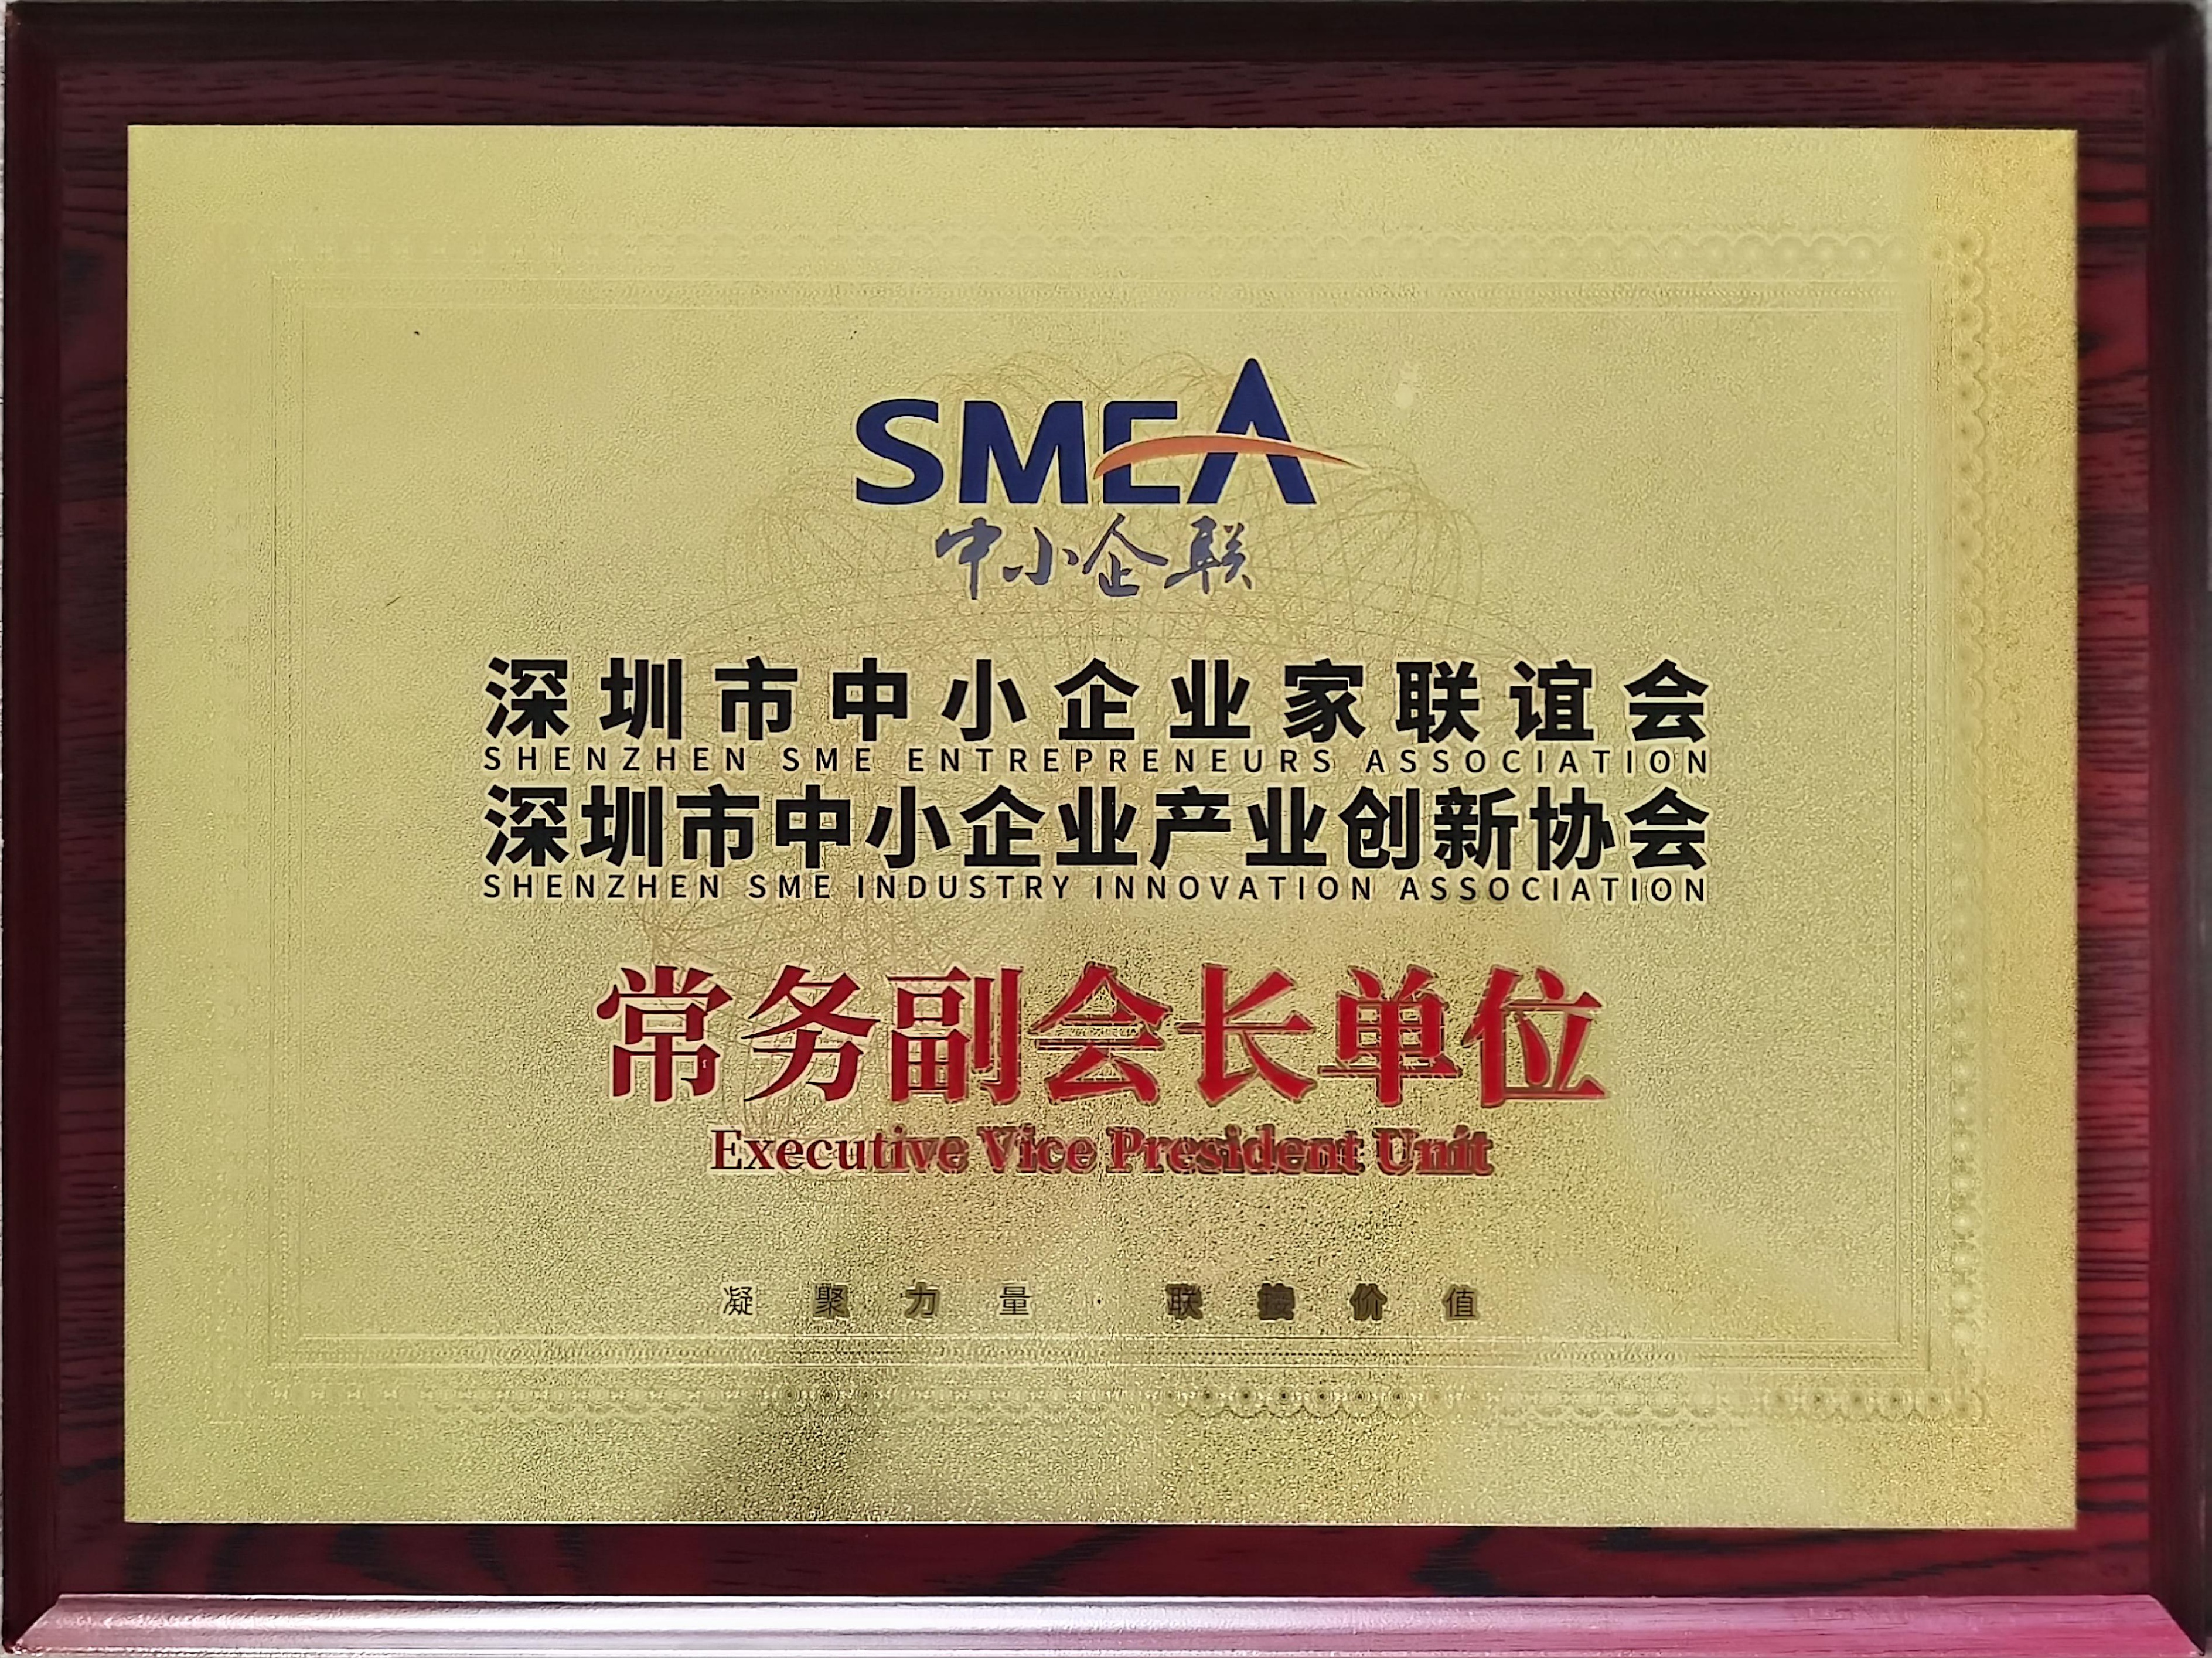 SMEA
中小企联
深圳市中小企业家联谊会
SHENZHEN SME ENTREPRENEURS ASSOCIATION
深圳市中小企业产业创新协会
SHENZHEN SME INDUSTRY INNOVATION ASSOCIATION
常务副会长单位
Executive Vice President Unit
凝聚力量·联接价值